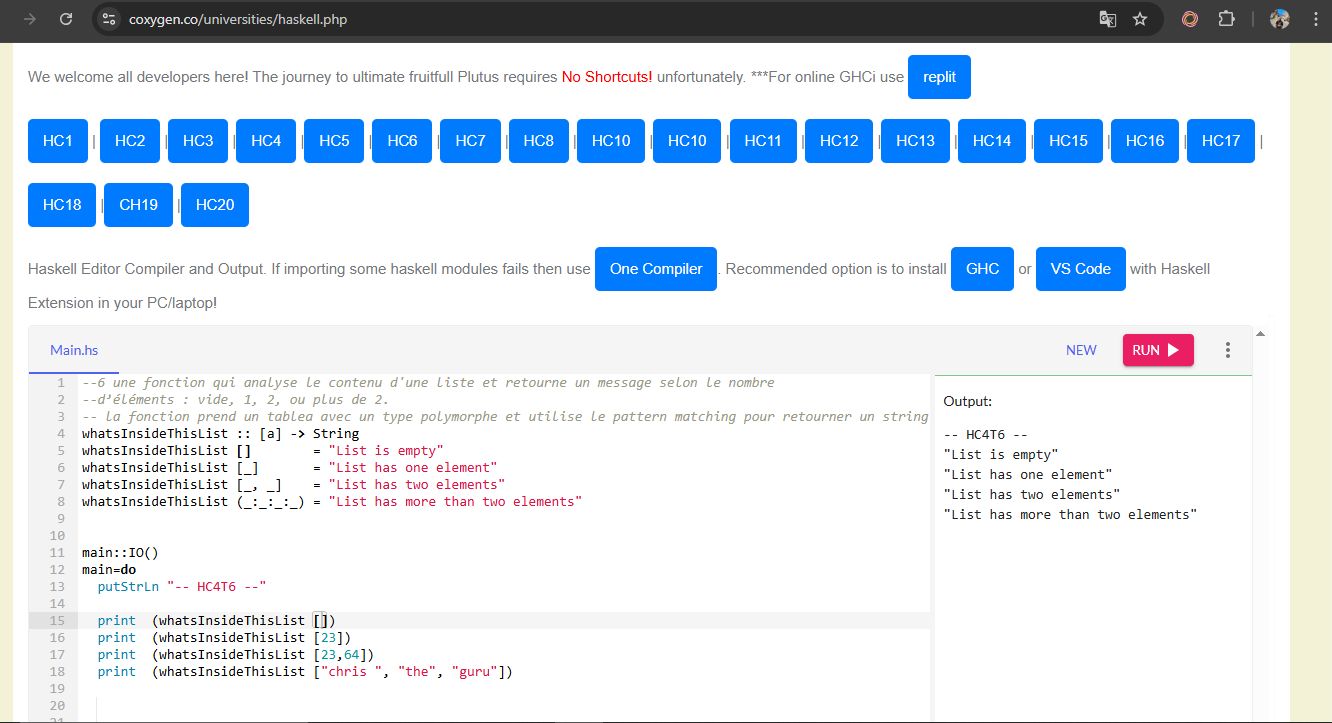 coxygen.co/universities/haskell.php
We welcome all developers here! The journey to ultimate fruitfull Plutus requires No Shortcuts! unfortunately. ***For online GHCi use replit
HC1 | HC2 | HC3 | HC4 | HC5 | HC6 | HC7 | HC8 | HC10 | HC10 | HC11 | HC12 | HC13 | HC14 | HC15 | HC16 | HC17 |
HC18 | CH19 | HC20
Haskell Editor Compiler and Output. If importing some haskell modules fails then use One Compiler. Recommended option is to install GHC or VS Code with Haskell
Extension in your PC/laptop!
Main.hs NEW RUN
1 --6 une fonction qui analyse le contenu d'une liste et retourne un message selon le nombre
2 --d'éléments : vide, 1, 2, ou plus de 2.
3 -- la fonction prend un tablea avec un type polymorphe et utilise le pattern matching pour retourner un string
4 whatsInsideThisList :: [a] -> String
5 whatsInsideThisList [] = "List is empty"
6 whatsInsideThisList [_] = "List has one element"
7 whatsInsideThisList [_, _] = "List has two elements"
8 whatsInsideThisList (_:_:_:_) = "List has more than two elements"
9
10
11 main::IO()
12 main=do
13 putStrLn "-- HC4T6 --"
14
15 print (whatsInsideThisList [])
16 print (whatsInsideThisList [23])
17 print (whatsInsideThisList [23,64])
18 print (whatsInsideThisList ["chris ", "the", "guru"])
19
20
21
Output:
-- HC4T6 --
"List is empty"
"List has one element"
"List has two elements"
"List has more than two elements"